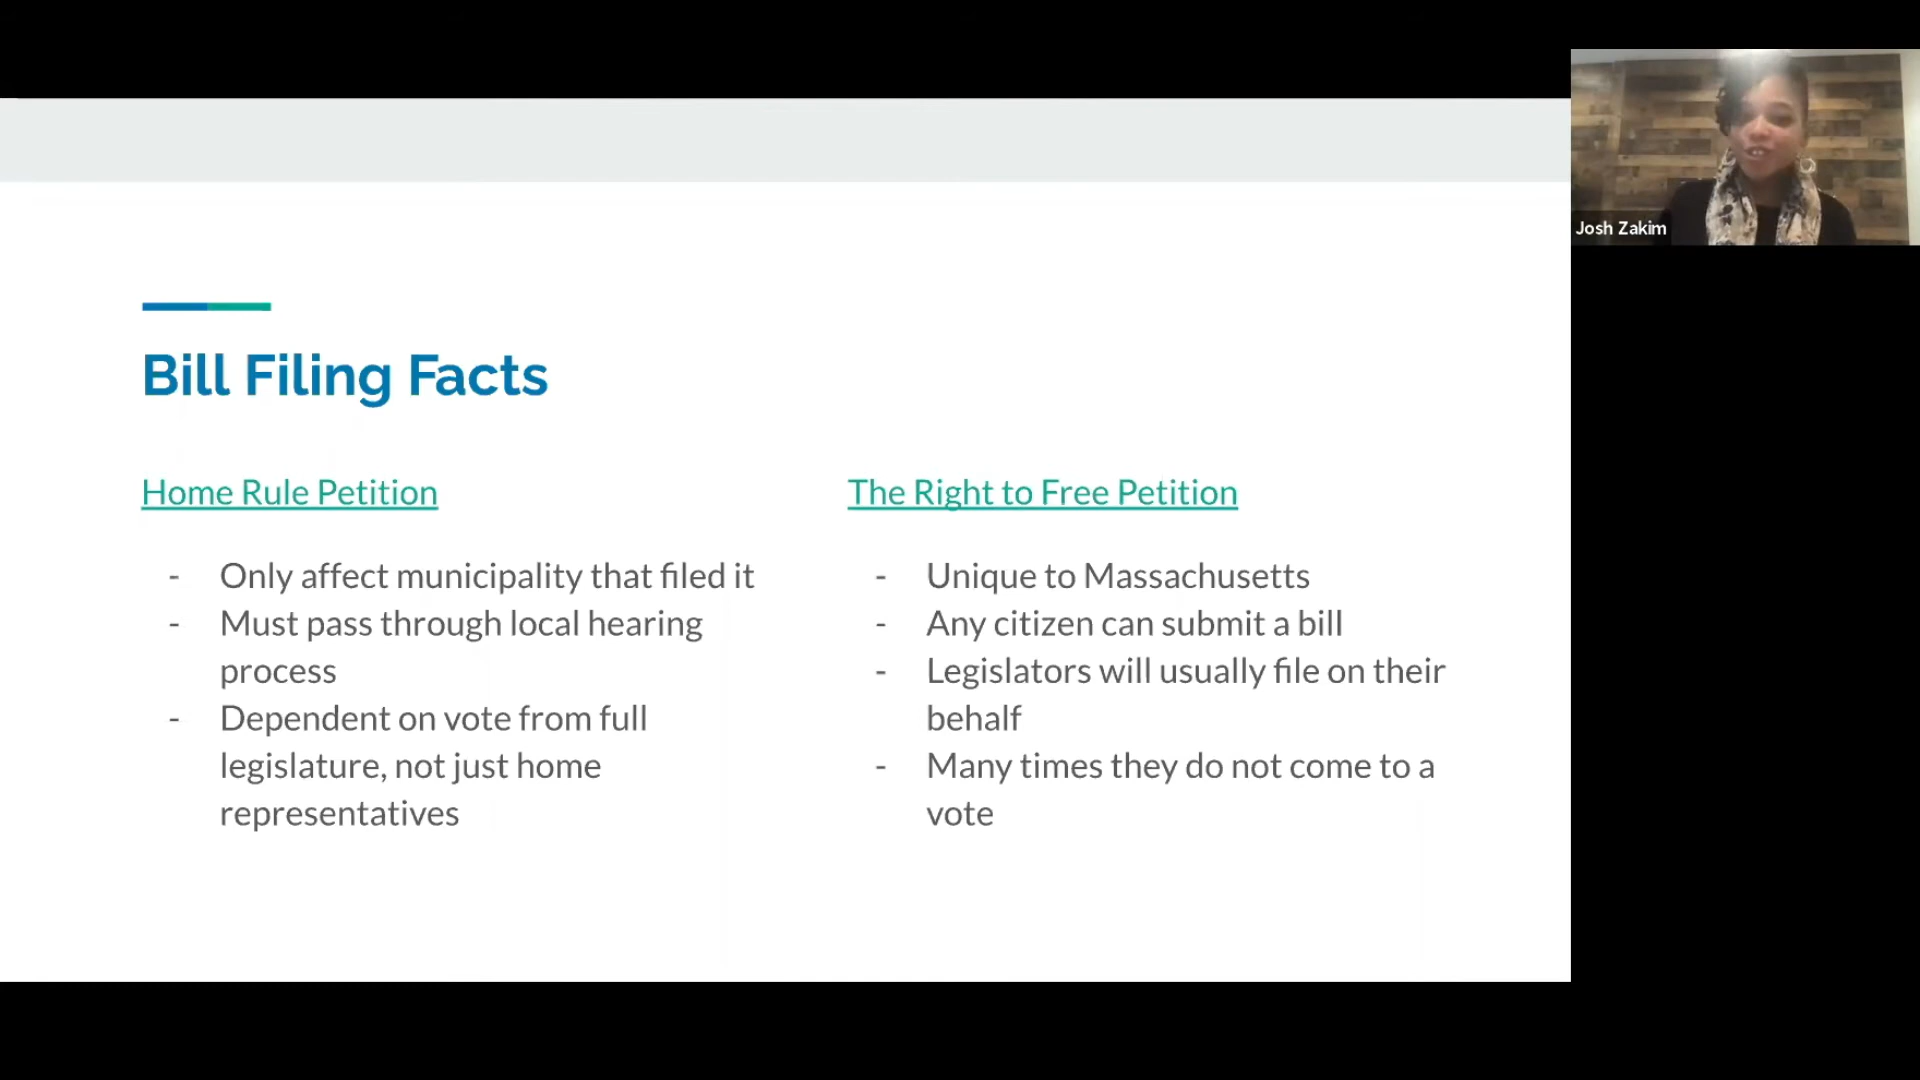 Josh Zakim
Bill Filing Facts
Home Rule Petition
- Only affect municipality that filed it
- Must pass through local hearing
process
- Dependent on vote from full
legislature, not just home
representatives
The Right to Free Petition
- Unique to Massachusetts
- Any citizen can submit a bill
- Legislators will usually file on their
behalf
- Many times they do not come to a
vote